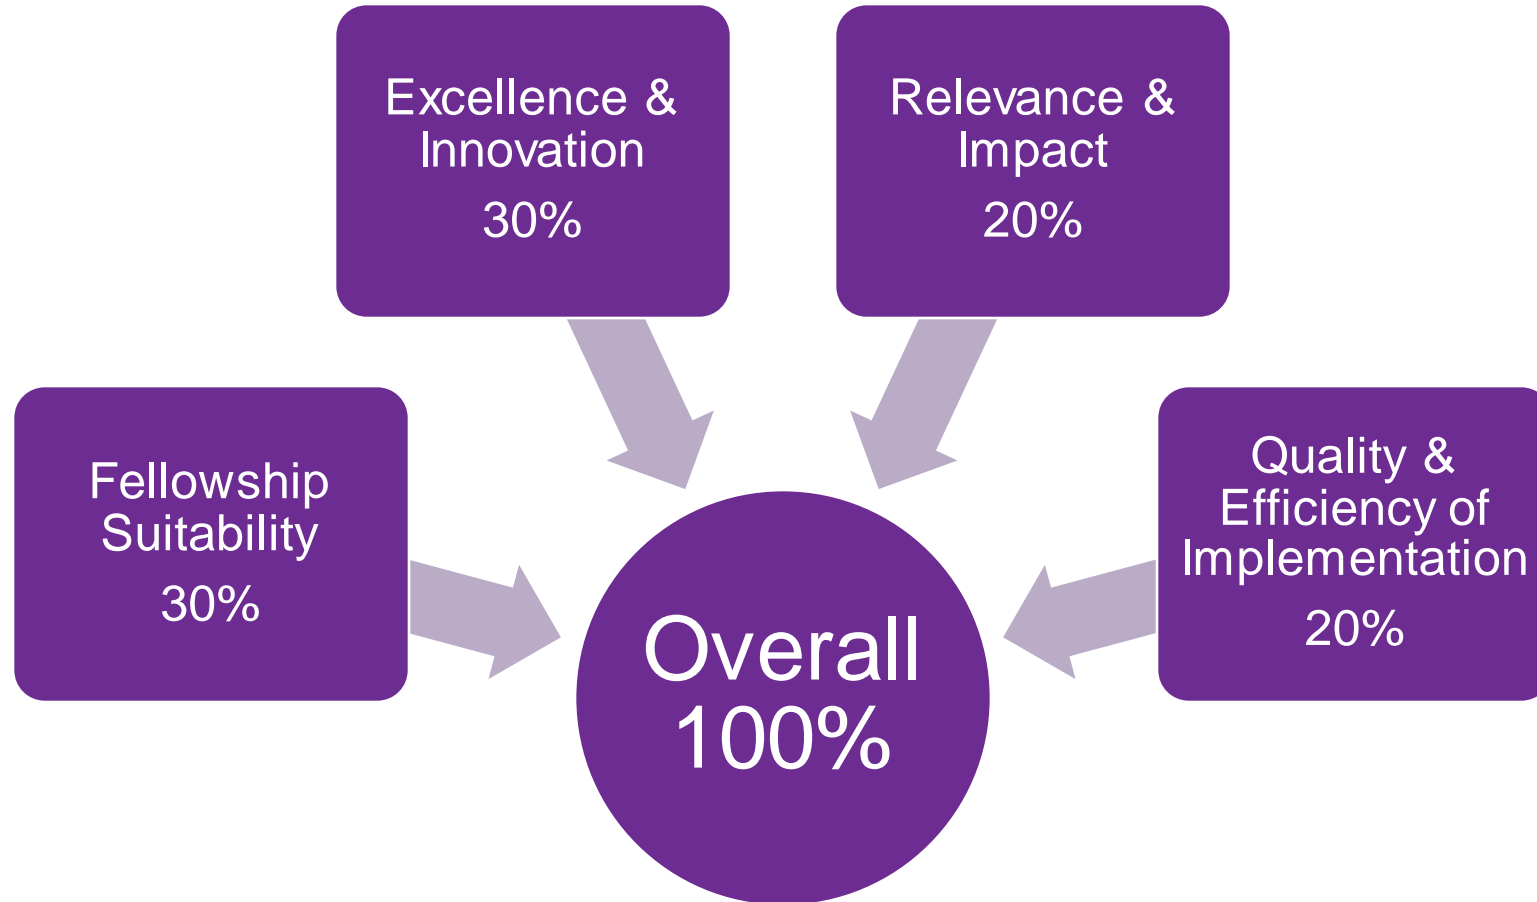 Excellence &
Innovation
30%
Relevance &
Impact
20%
Fellowship
Suitability
30%
Quality &
Efficiency of
Implementation
20%
Overall
100%